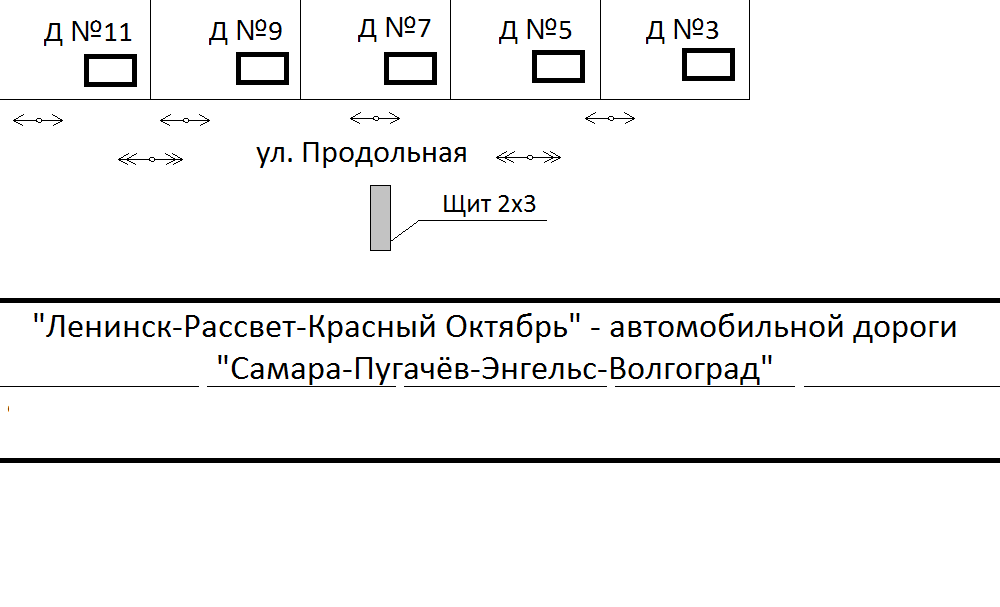 Д №11 Д №9 Д №7 Д №5 Д №3
ул. Продольная
Щит 2х3
"Ленинск-Рассвет-Красный Октябрь" - автомобильной дороги
"Самара-Пугачёв-Энгельс-Волгоград"